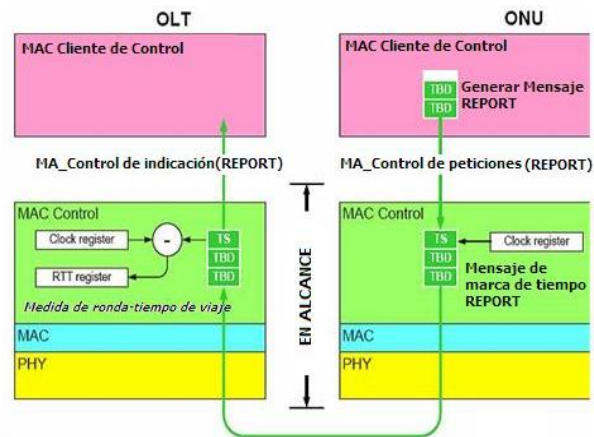 OLT
MAC Cliente de Control
MA_Control de indicación(REPORT)
MAC Control
Clock register
-
TS
TBD
TBD
RTT register
Medida de ronda-tiempo de viaje
MAC
PHY
EN ALCANCE
ONU
MAC Cliente de Control
TBD
TBD
Generar Mensaje
REPORT
MA_Control de peticiones (REPORT)
MAC Control
TS
TBD
TBD
Clock register
Mensaje de
marca de tiempo
REPORT
MAC
PHY